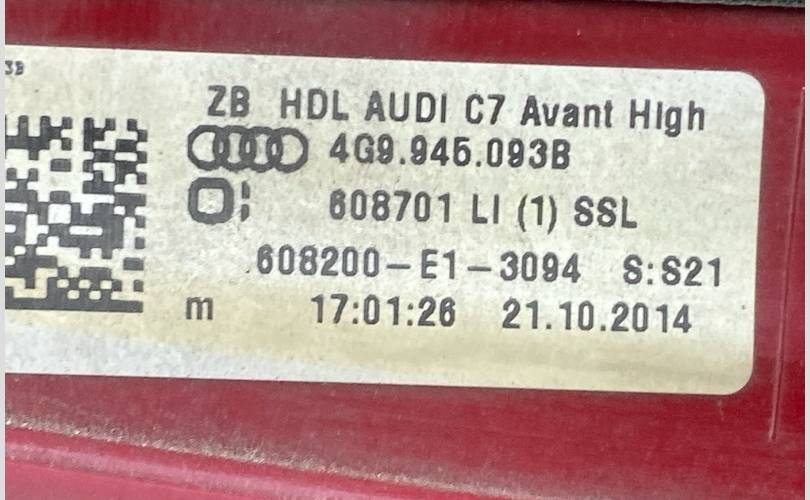 3B
ZB HDL AUDI C7 Avant High
4G9.945.093B
608701 LI (1) SSL
608200-E1-3094 S:S21
m 17:01:26 21.10.2014